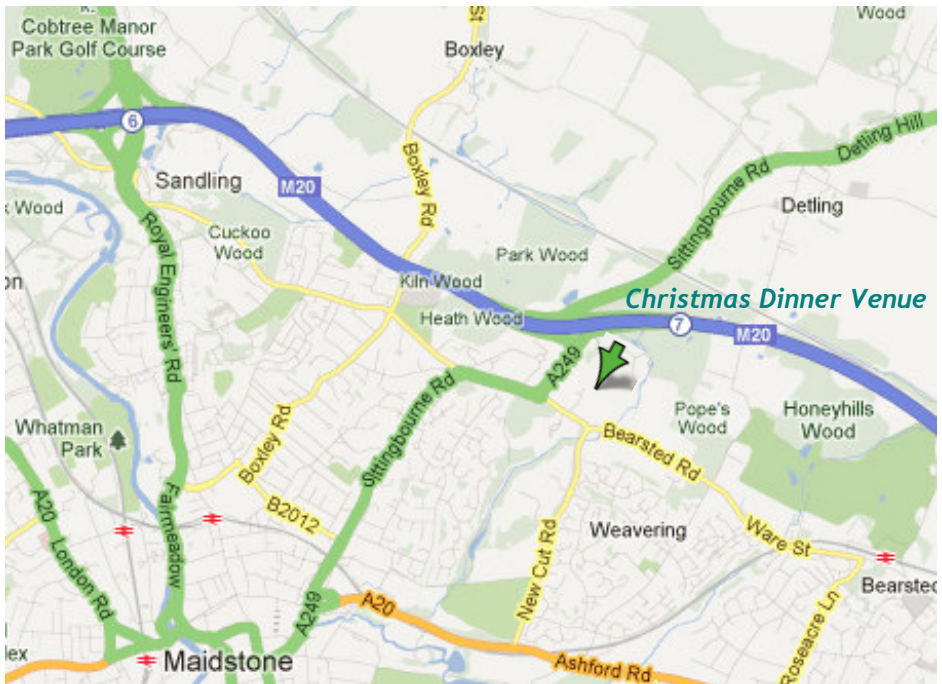 Cobtree Manor
Park Golf Course
St
Boxley
Wood
6
Boxley Rd
Detling Hill
Sandling
M20
Sittingbourne Rd
Detling
Wood
Royal Engineers' Rd
Cuckoo
Wood
Park Wood
Kiln Wood
Christmas Dinner Venue
Heath Wood
7
M20
A249
Sittingbourne Rd
Whatman
Park
Boxley Rd
Pope's
Wood
Honeyhills
Wood
Bearsted Rd
A20
Fairmeadow
B2012
Weavering
Ware St
London Rd
New Cut Rd
A249
A20
Roseacre Ln
Bearsted
Maidstone
Ashford Rd